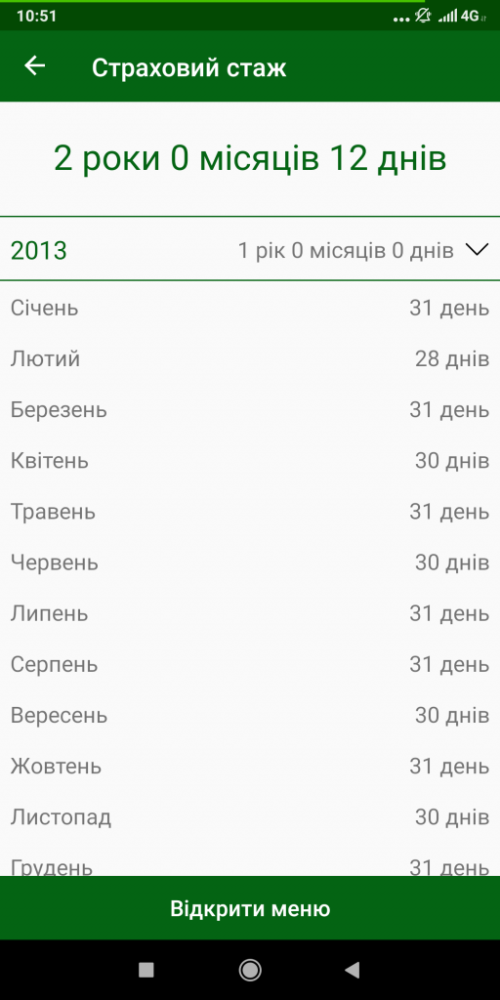 10:51
4G
Страховий стаж
2 роки 0 місяців 12 днів
2013 1 рік 0 місяців 0 днів
Січень 31 день
Лютий 28 днів
Березень 31 день
Квітень 30 днів
Травень 31 день
Червень 30 днів
Липень 31 день
Серпень 31 день
Вересень 30 днів
Жовтень 31 день
Листопад 30 днів
Грудень 31 день
Відкрити меню